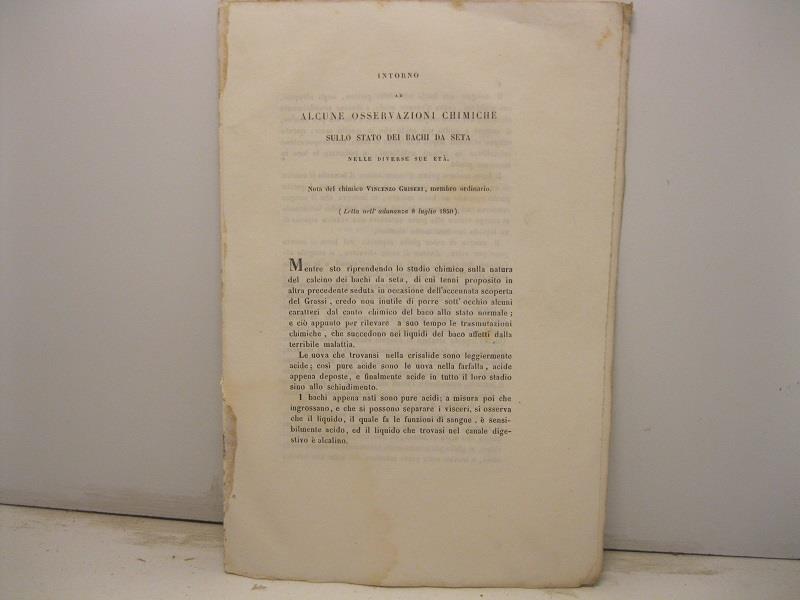 INTORNO
AD
ALCUNE OSSERVAZIONI CHIMICHE
SULLO STATO DEI BACHI DA SETA
NELLE DIVERSE SUE ETÀ.
Nota del chimico VINCENZO GRISERI, membro ordinario.
(Letta nell'adunanza 8 luglio 1850).
Mentre sto riprendendo lo studio chimico sulla natura
del calcino dei bachi da seta, di cui tenni proposito in
altra precedente seduta in occasione dell'accennata scoperta
del Grassi, credo non inutile di porre sott'occhio alcuni
caratteri dal canto chimico del baco allo stato normale;
e ciò appunto per rilevare a suo tempo le trasmutazioni
chimiche, che succedono nei liquidi del baco affetti dalla
terribile malattia.
Le uova che trovansi nella crisalide sono leggiermente
acide; così pure acide sono le uova nella farfalla, acide
appena deposte, e finalmente acide in tutto il loro stadio
sino allo schiudimento.
I bachi appena nati sono pure acidi; a misura poi che
ingrossano, e che si possono separare i visceri, si osserva
che il liquido, il quale fa le funzioni di sangue, è sensi-
bilmente acido, ed il liquido che trovasi nel canale dige-
stivo è alcalino.